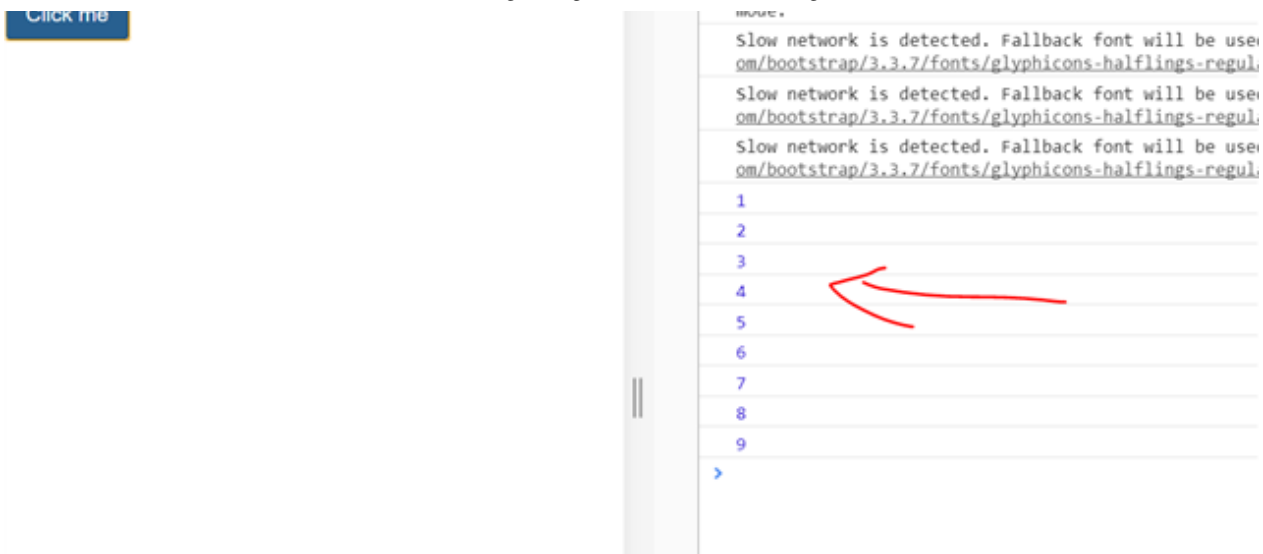 Click me
mode.
Slow network is detected. Fallback font will be use
om/bootstrap/3.3.7/fonts/glyphicons-halflings-regul
Slow network is detected. Fallback font will be use
om/bootstrap/3.3.7/fonts/glyphicons-halflings-regul
Slow network is detected. Fallback font will be use
om/bootstrap/3.3.7/fonts/glyphicons-halflings-regul
1
2
3
4
5
6
7
8
9
>